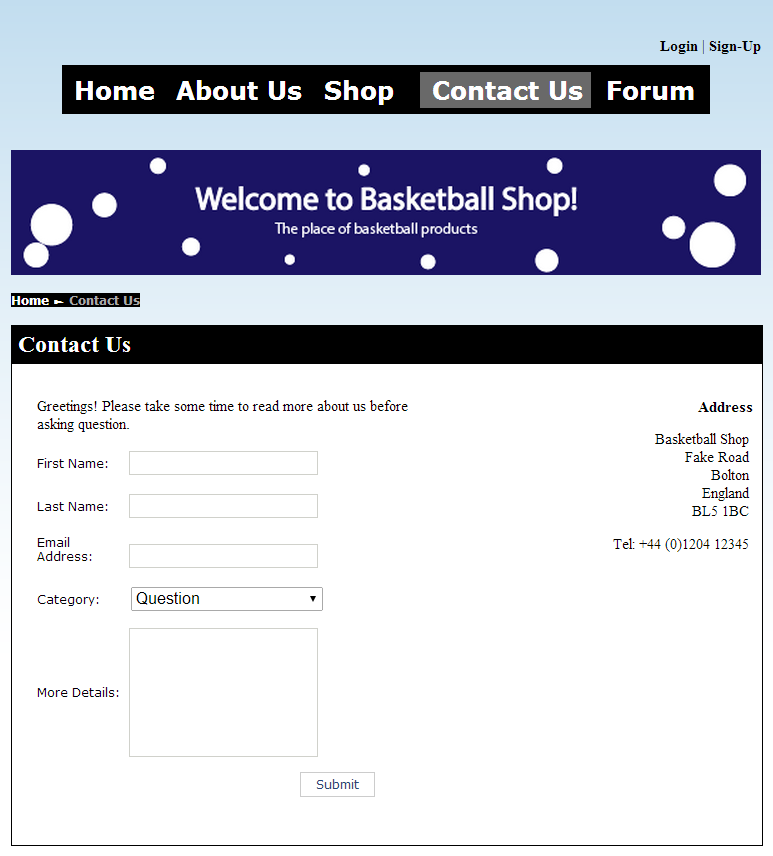 Login | Sign-Up
Home About Us Shop Contact Us Forum
Welcome to Basketball Shop!
The place of basketball products
Home ► Contact Us
Contact Us
Greetings! Please take some time to read more about us before
asking question.
First Name:
Last Name:
Email
Address:
Category: Question
More Details:
Submit
Address
Basketball Shop
Fake Road
Bolton
England
BL5 1BC
Tel: +44 (0)1204 12345